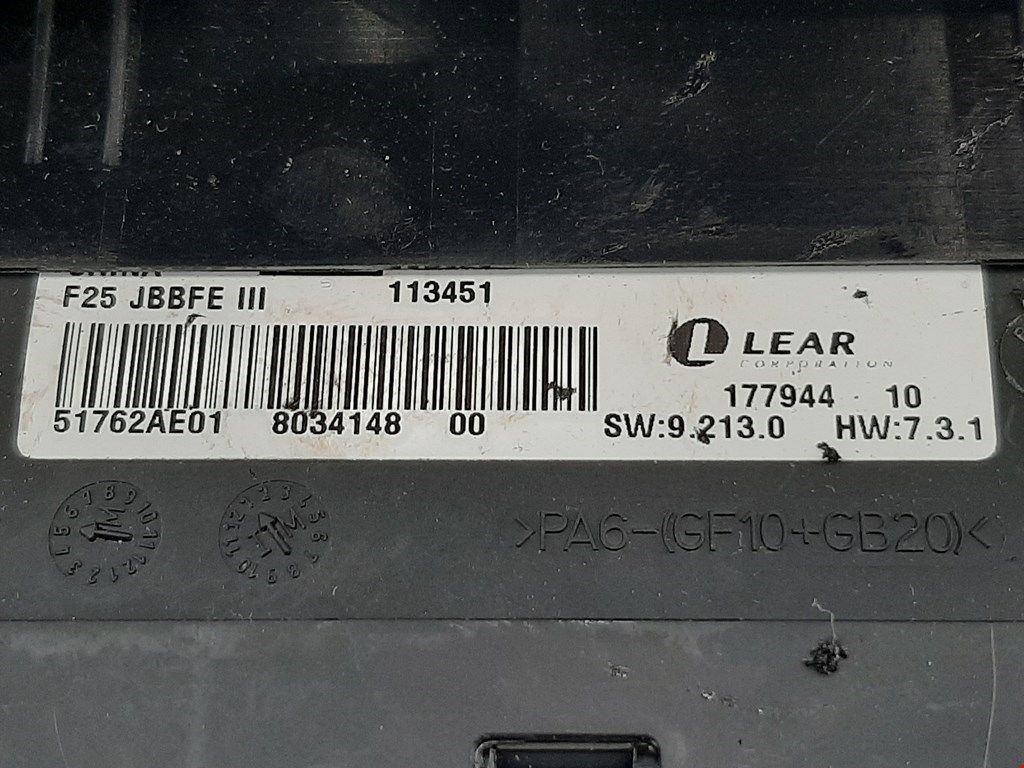 F25 JBBFE III 113451
LEAR
CORPORATION
177944 10
51762AE01 8034148 00 SW:9.213.0 HW:7.3.1
>PA6-(GF10+GB20)<